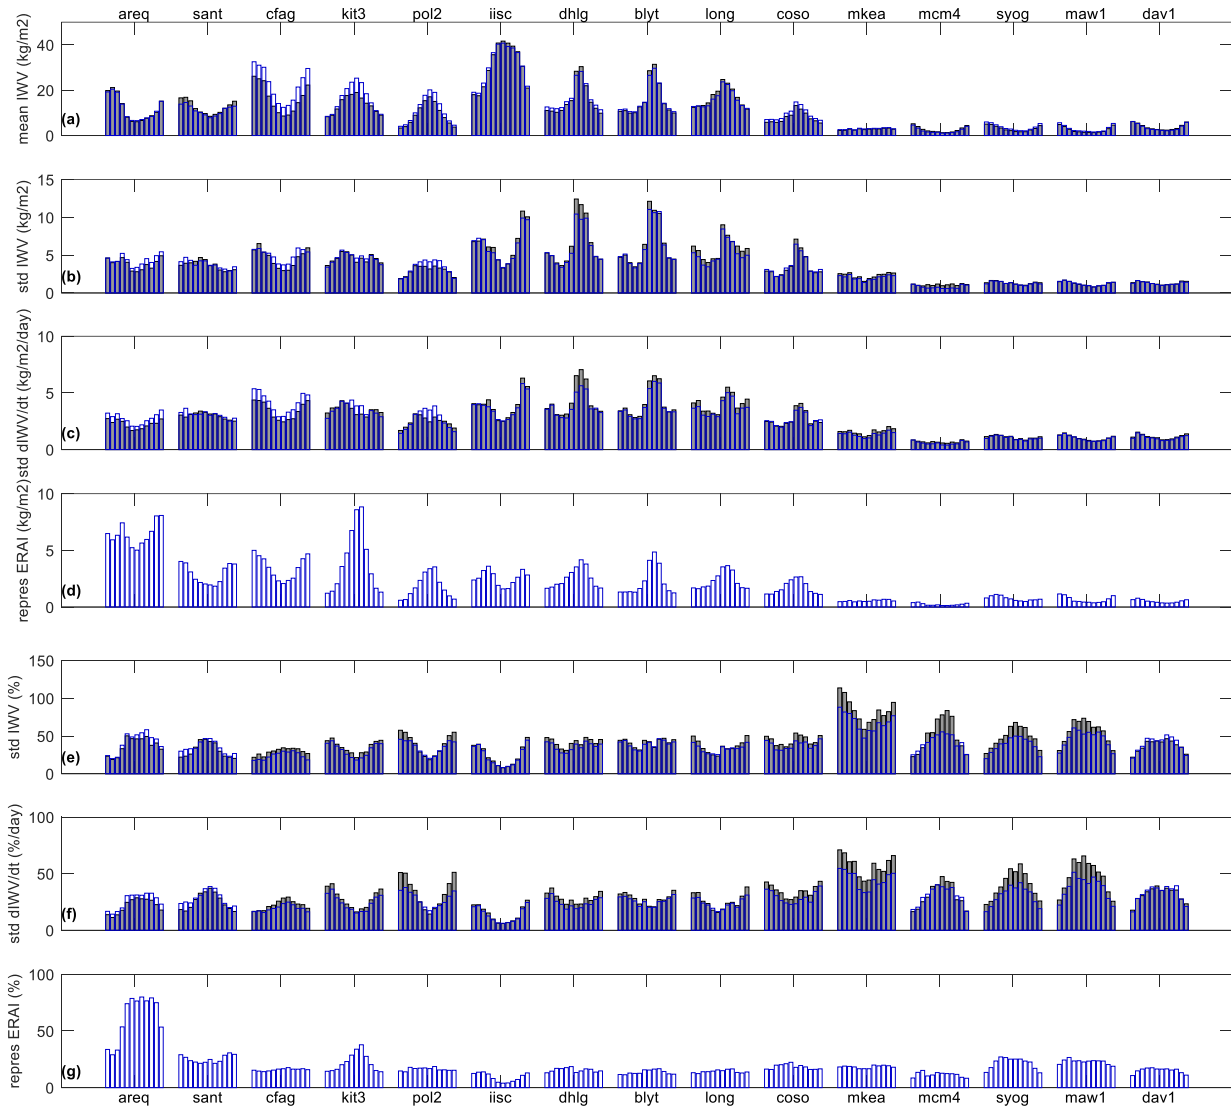 areq sant cfag kit3 pol2 iisc dhlg blyt long coso mkea mcm4 syog maw1 dav1
mean IWV (kg/m2)
40
20
0
(a)
std IWV (kg/m2)
15
10
5
0
(b)
std dIWV/dt (kg/m2/day)
10
5
0
(c)
repres ERAI (kg/m2)
10
5
0
(d)
std IWV (%)
150
100
50
0
(e)
std dIWV/dt (%/day)
100
50
0
(f)
repres ERAI (%)
100
50
0
(g)
areq sant cfag kit3 pol2 iisc dhlg blyt long coso mkea mcm4 syog maw1 dav1